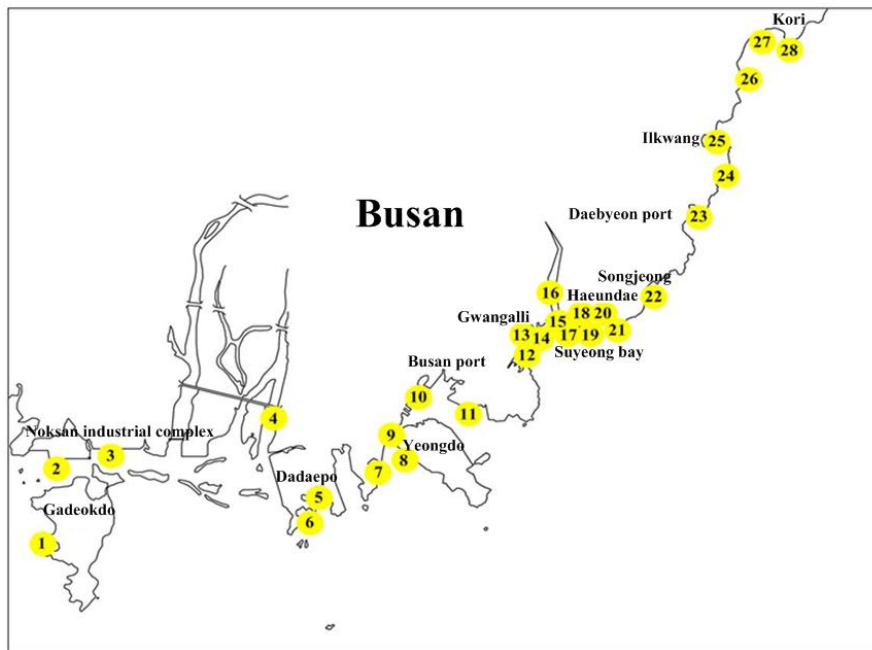 Kori
27
28
26
Ilkwang
25
24
Busan
Daebyeon port
23
Songjeong
22
16
Haeundae
Gwangalli
18
20
15
13
14
17
19
21
12
Suyeong bay
Busan port
10
11
4
Noksan industrial complex
9
Yeongdo
3
2
8
7
Dadaepo
5
6
Gadeokdo
1